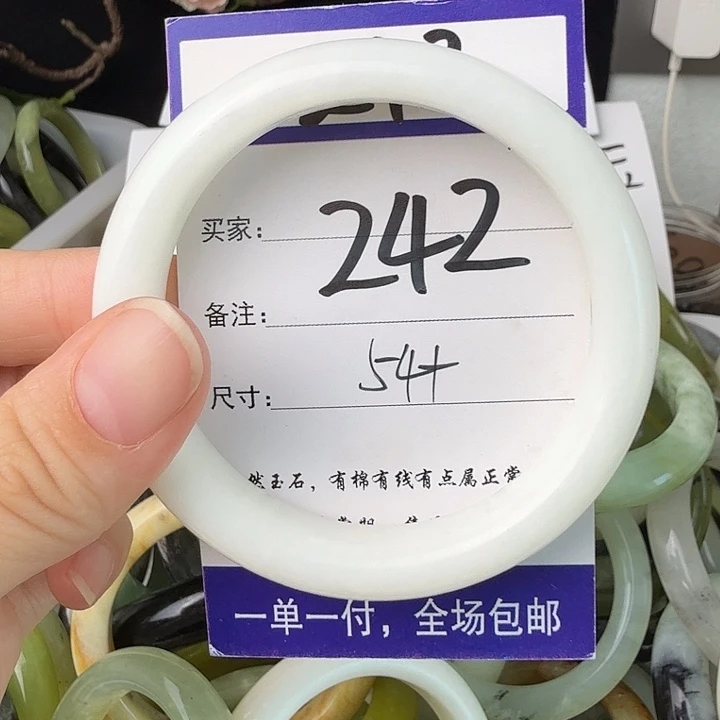 买家：242
备注：
尺寸：54+
然玉石，有棉有线有点属正常
一单一付，全场包邮